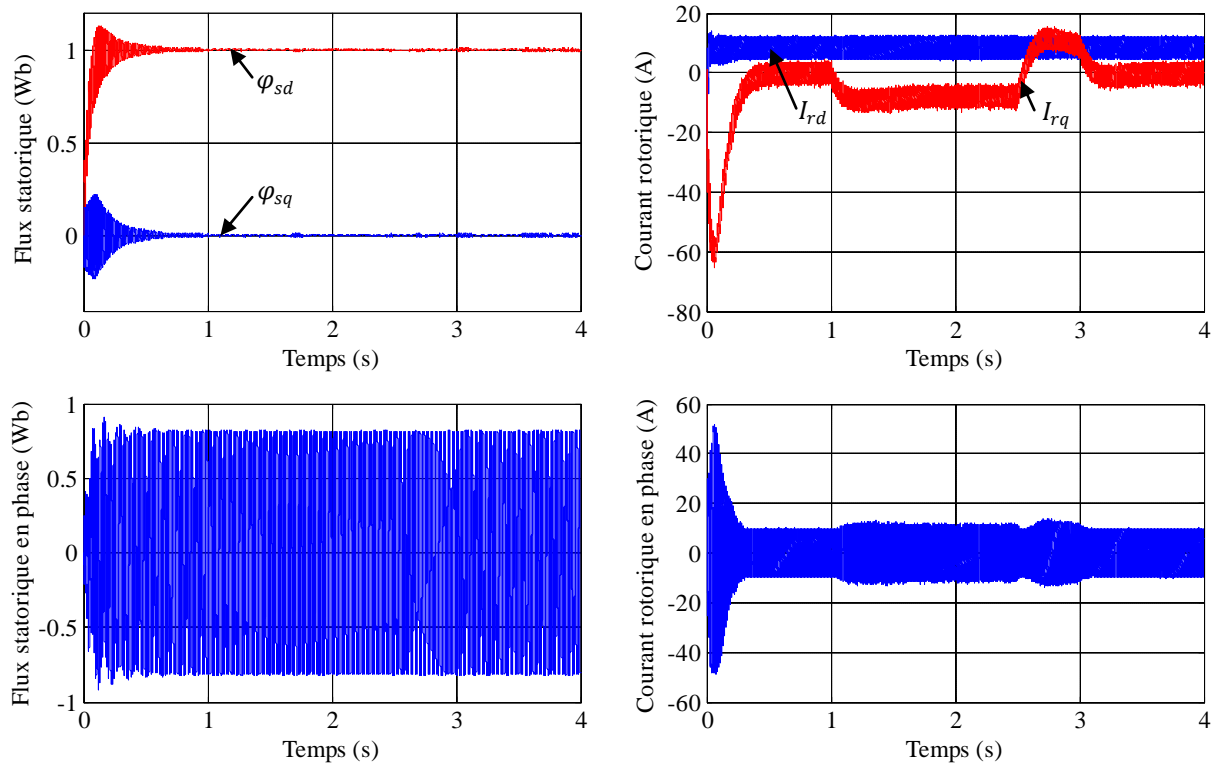 Flux statorique (Wb)
1
0.5
0
φsd
φsq
0 1 2 3 4
Temps (s)
Courant rotorique (A)
20
0
-20
-40
-60
-80
Ird
Irq
0 1 2 3 4
Temps (s)
Flux statorique en phase (Wb)
1
0.5
0
-0.5
-1
0 1 2 3 4
Temps (s)
Courant rotorique en phase (A)
60
40
20
0
-20
-40
-60
0 1 2 3 4
Temps (s)